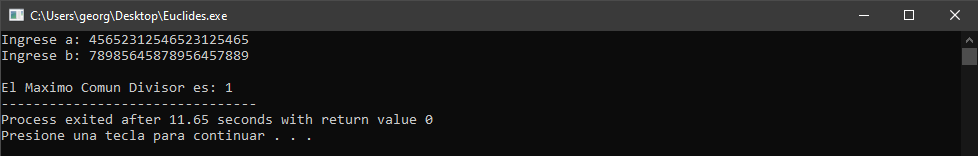 C:\Users\georg\Desktop\Euclides.exe
Ingrese a: 45652312546523125465
Ingrese b: 78985645878956457889
El Maximo Comun Divisor es: 1
--------------------------------
Process exited after 11.65 seconds with return value 0
Presione una tecla para continuar . . .